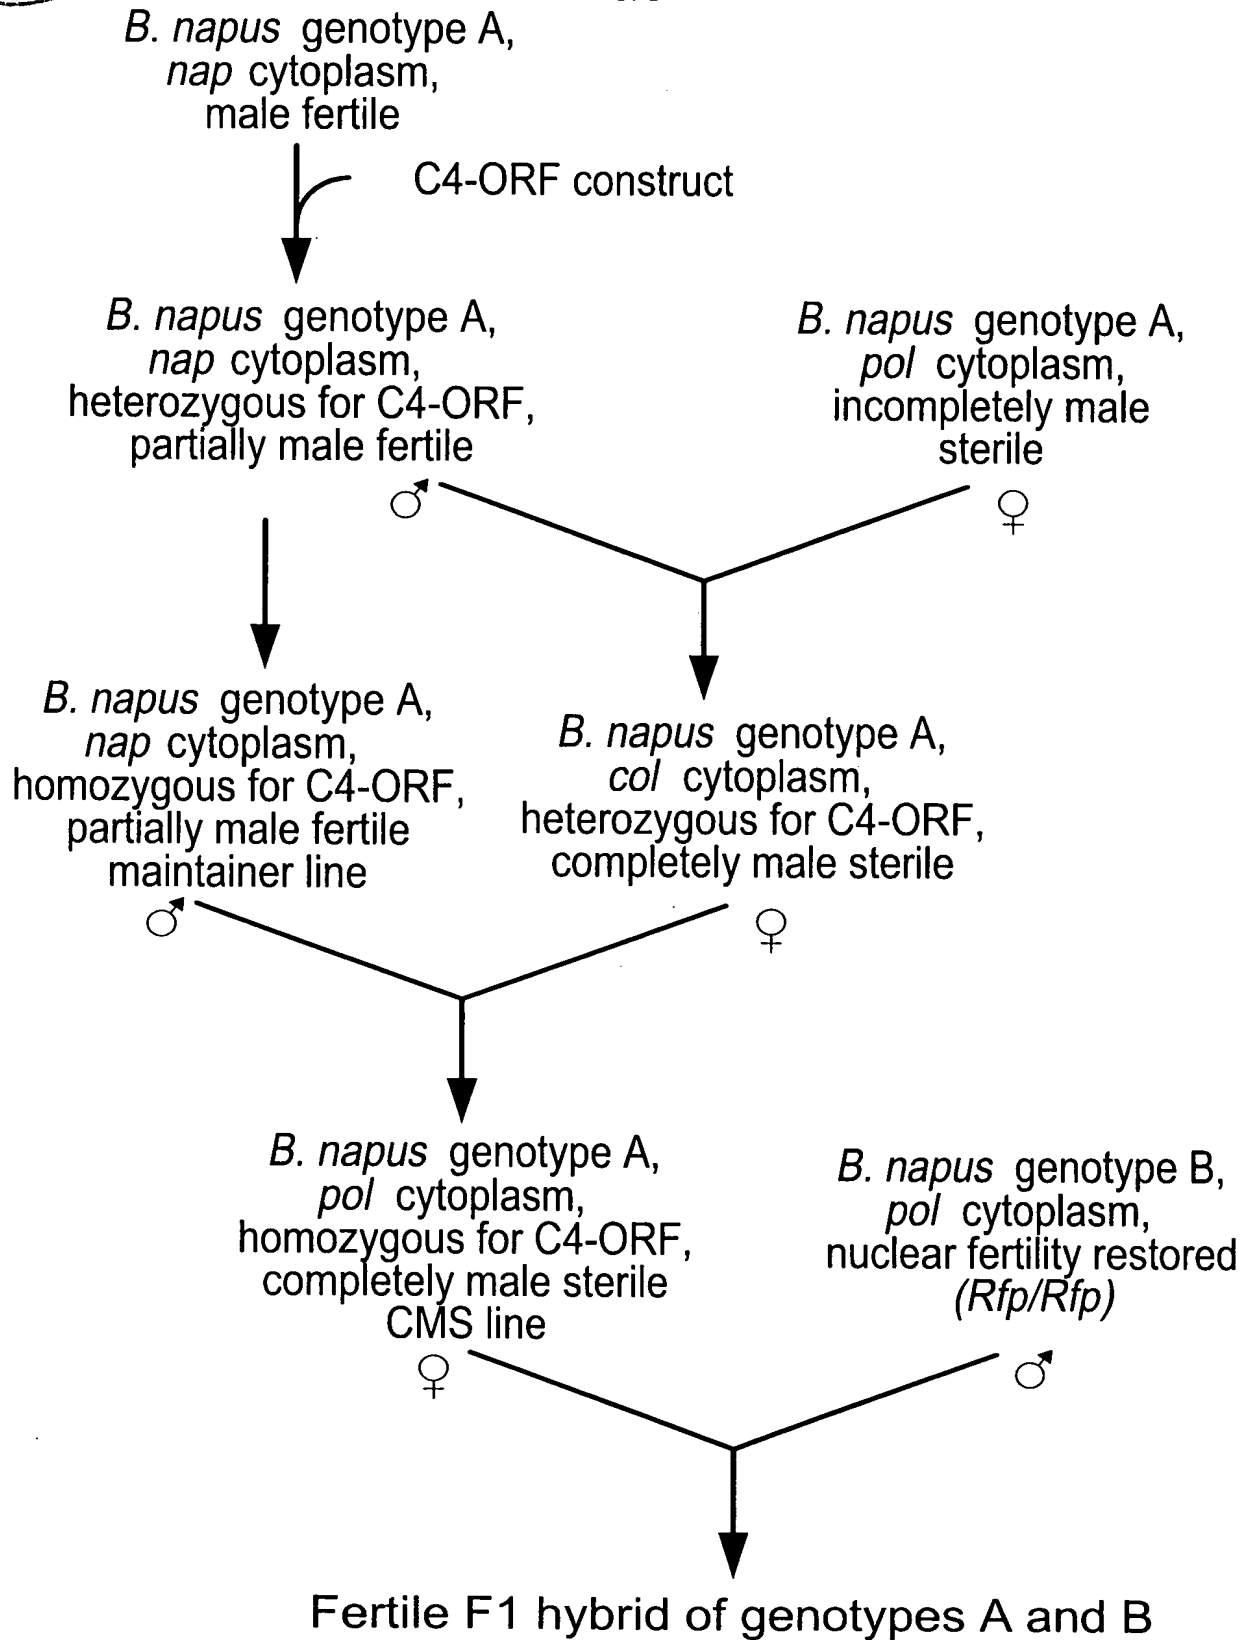 B. napus genotype A,
nap cytoplasm,
male fertile
C4-ORF construct
B. napus genotype A,
nap cytoplasm,
heterozygous for C4-ORF,
partially male fertile
♂
B. napus genotype A,
pol cytoplasm,
incompletely male
sterile
♀
B. napus genotype A,
nap cytoplasm,
homozygous for C4-ORF,
partially male fertile
maintainer line
♂
B. napus genotype A,
col cytoplasm,
heterozygous for C4-ORF,
completely male sterile
♀
B. napus genotype A,
pol cytoplasm,
homozygous for C4-ORF,
completely male sterile
CMS line
♀
B. napus genotype B,
pol cytoplasm,
nuclear fertility restored
(Rfp/Rfp)
♂
Fertile F1 hybrid of genotypes A and B